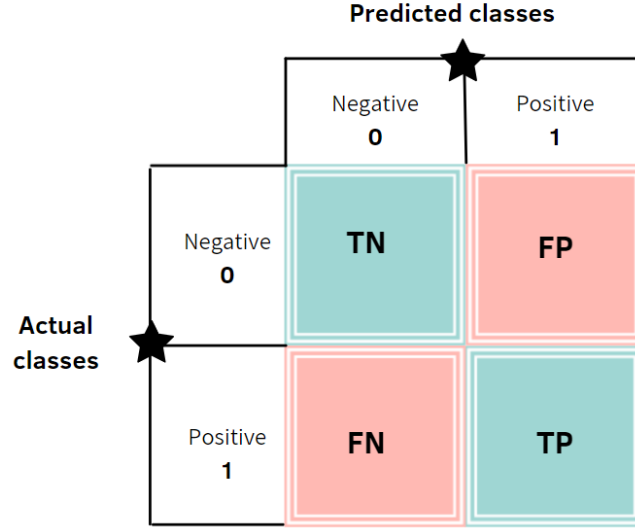 Predicted classes
Negative
0
Positive
1
Negative
0
TN
FP
Actual
classes
Positive
1
FN
TP